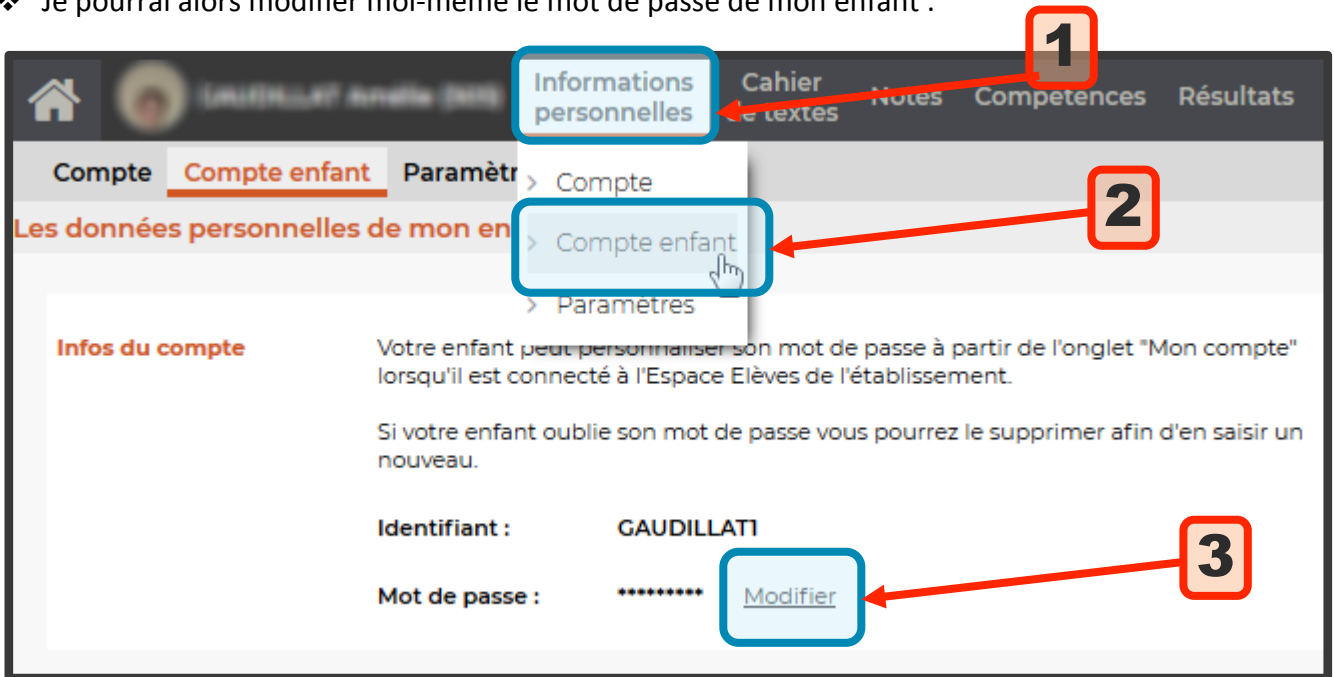 ❖ Je pourrai alors modifier moi-même le mot de passe de mon enfant :
1
Informations personnelles
Cahier de textes
Notes
Compétences
Résultats
Compte
Compte enfant
Paramètr
> Compte
2
Les données personnelles de mon en
> Compte enfant
> Paramètres
Infos du compte
Votre enfant peut personnaliser son mot de passe à partir de l'onglet "Mon compte"
lorsqu'il est connecté à l'Espace Elèves de l'établissement.
Si votre enfant oublie son mot de passe vous pourrez le supprimer afin d'en saisir un
nouveau.
Identifiant :
GAUDILLAT1
3
Mot de passe :
*********
Modifier